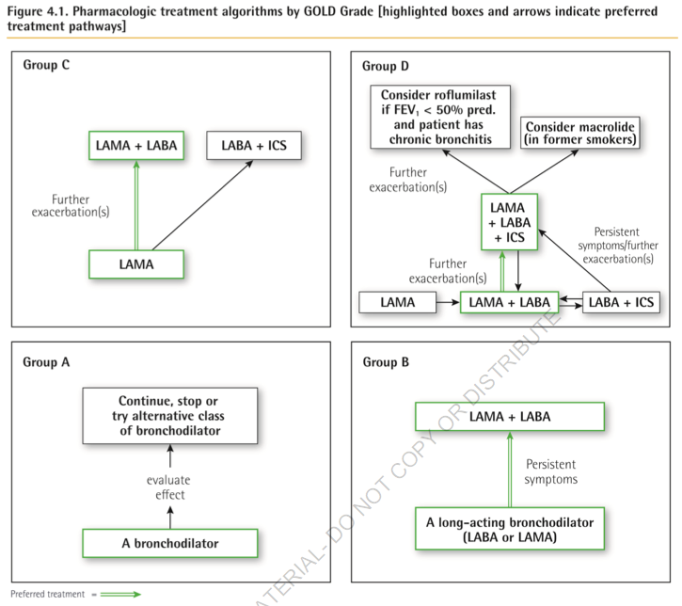 Figure 4.1. Pharmacologic treatment algorithms by GOLD Grade [highlighted boxes and arrows indicate preferred
treatment pathways]
Group C
LAMA + LABA
LABA + ICS
Further
exacerbation(s)
LAMA
Group D
Consider roflumilast
if FEV₁ < 50% pred.
and patient has
chronic bronchitis
Consider macrolide
(in former smokers)
Further
exacerbation(s)
LAMA
+ LABA
+ ICS
Persistent
symptoms/further
exacerbation(s)
Further
exacerbation(s)
LAMA
LAMA + LABA
LABA + ICS
Group A
Continue, stop or
try alternative class
of bronchodilator
evaluate
effect
A bronchodilator
Group B
LAMA + LABA
Persistent
symptoms
A long-acting bronchodilator
(LABA or LAMA)
Preferred treatment =
ATERIAL- DO NOT COPY OR DISTRIBUTE